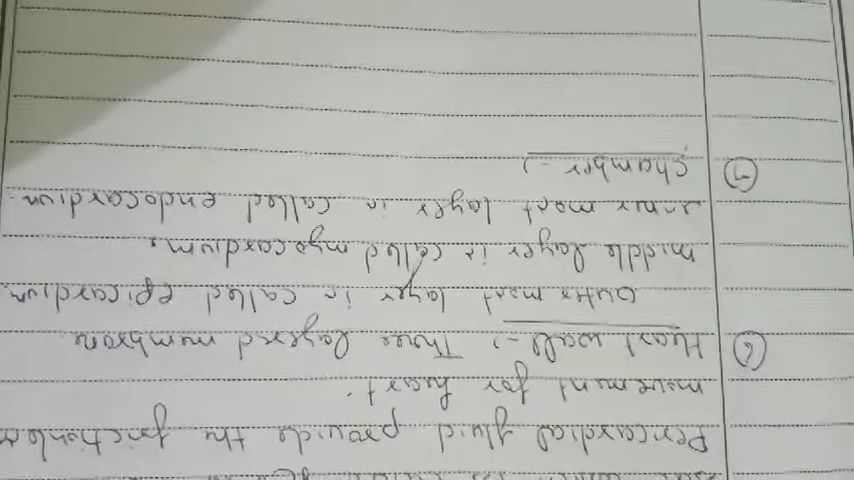 Pericardial fluid provide the frictionles
movement for heart.
⑥ Heart wall → Three layered membrane
outer most layer is called epicardium.
middle layer is called myocardium.
inner most layer is called endocardium.
⑦ Chamber →